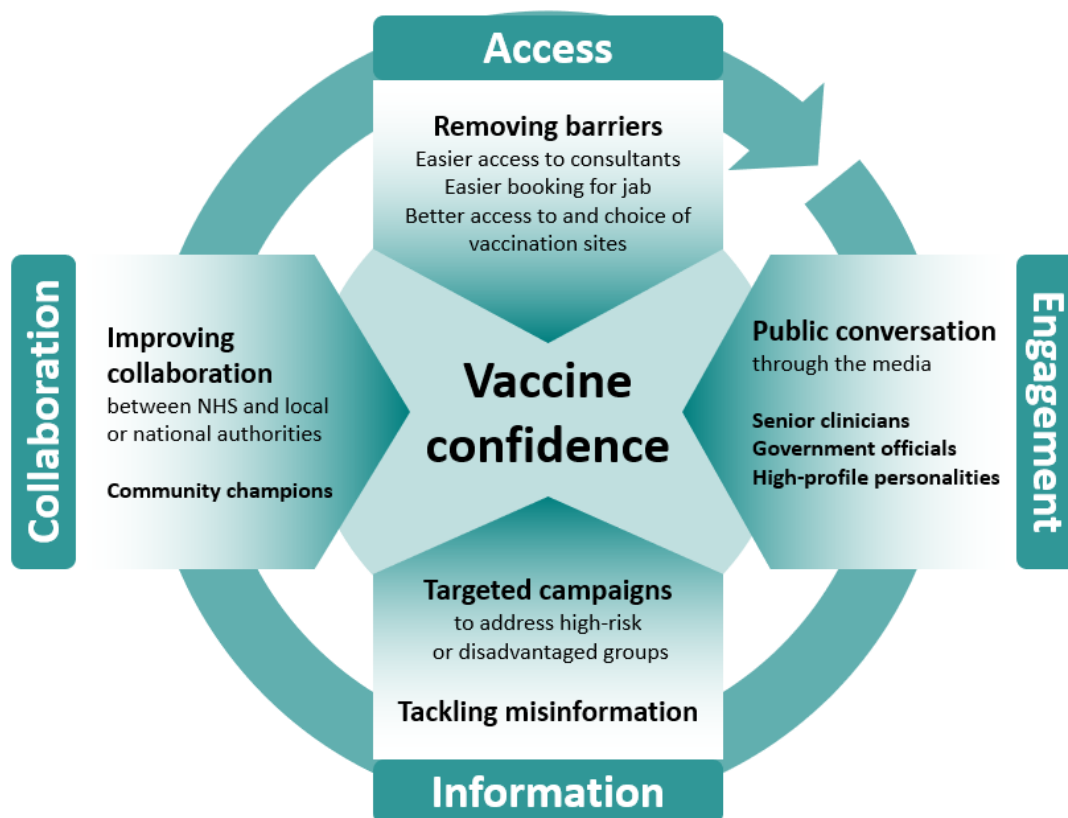 Access
Removing barriers
Easier access to consultants
Easier booking for jab
Better access to and choice of
vaccination sites
Collaboration
Improving
collaboration
between NHS and local
or national authorities
Community champions
Vaccine
confidence
Public conversation
through the media
Senior clinicians
Government officials
High-profile personalities
Engagement
Targeted campaigns
to address high-risk
or disadvantaged groups
Tackling misinformation
Information